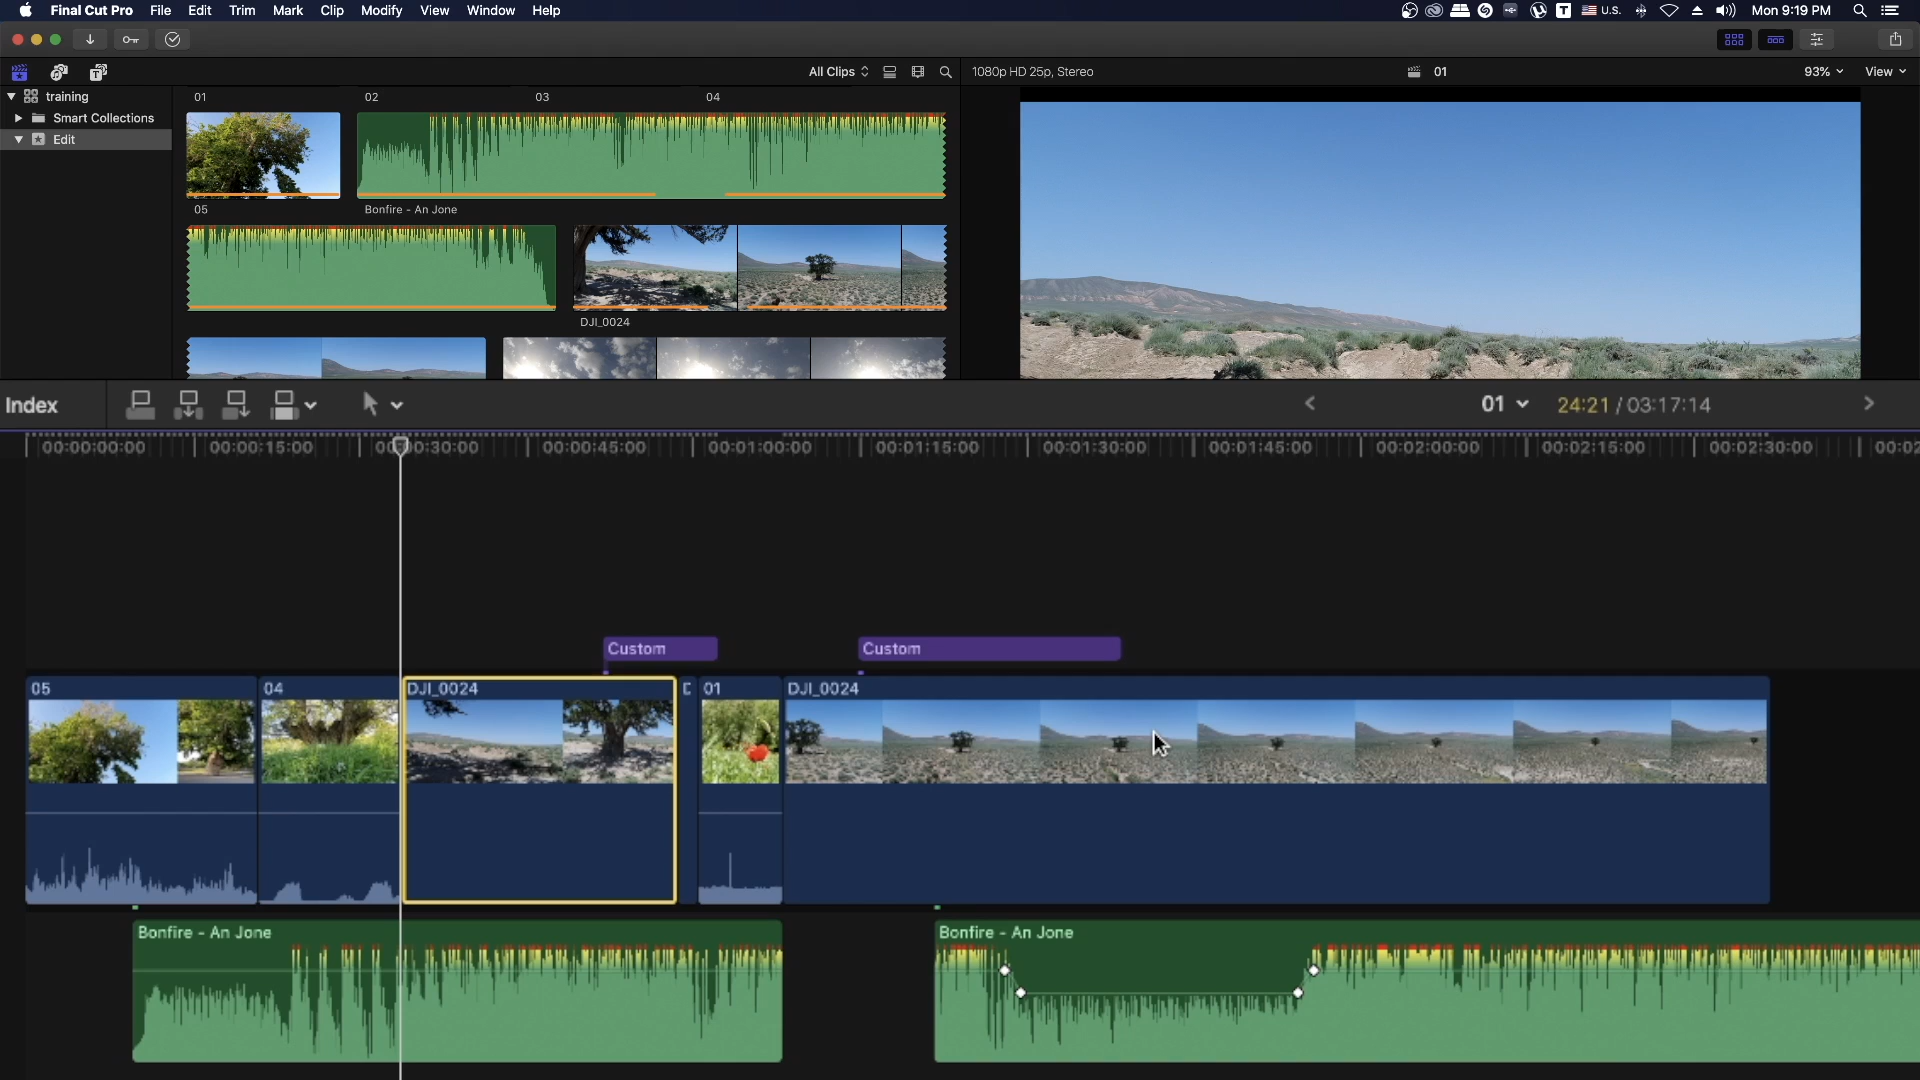 Final Cut Pro File Edit Trim Mark Clip Modify View Window Help U.S. Mon 9:19 PM
All Clips 1080p HD 25p, Stereo 01 93% View
training
Smart Collections
Edit
01 02 03 04
05 Bonfire - An Jone
DJI_0024
Index 01 24:21 / 03:17:14
00:00:00:00 00:00:15:00 00:00:30:00 00:00:45:00 00:01:00:00 00:01:15:00 00:01:30:00 00:01:45:00 00:02:00:00 00:02:15:00 00:02:30:00 00:02
Custom Custom
05 04 DJI_0024 D 01 DJI_0024
Bonfire - An Jone Bonfire - An Jone